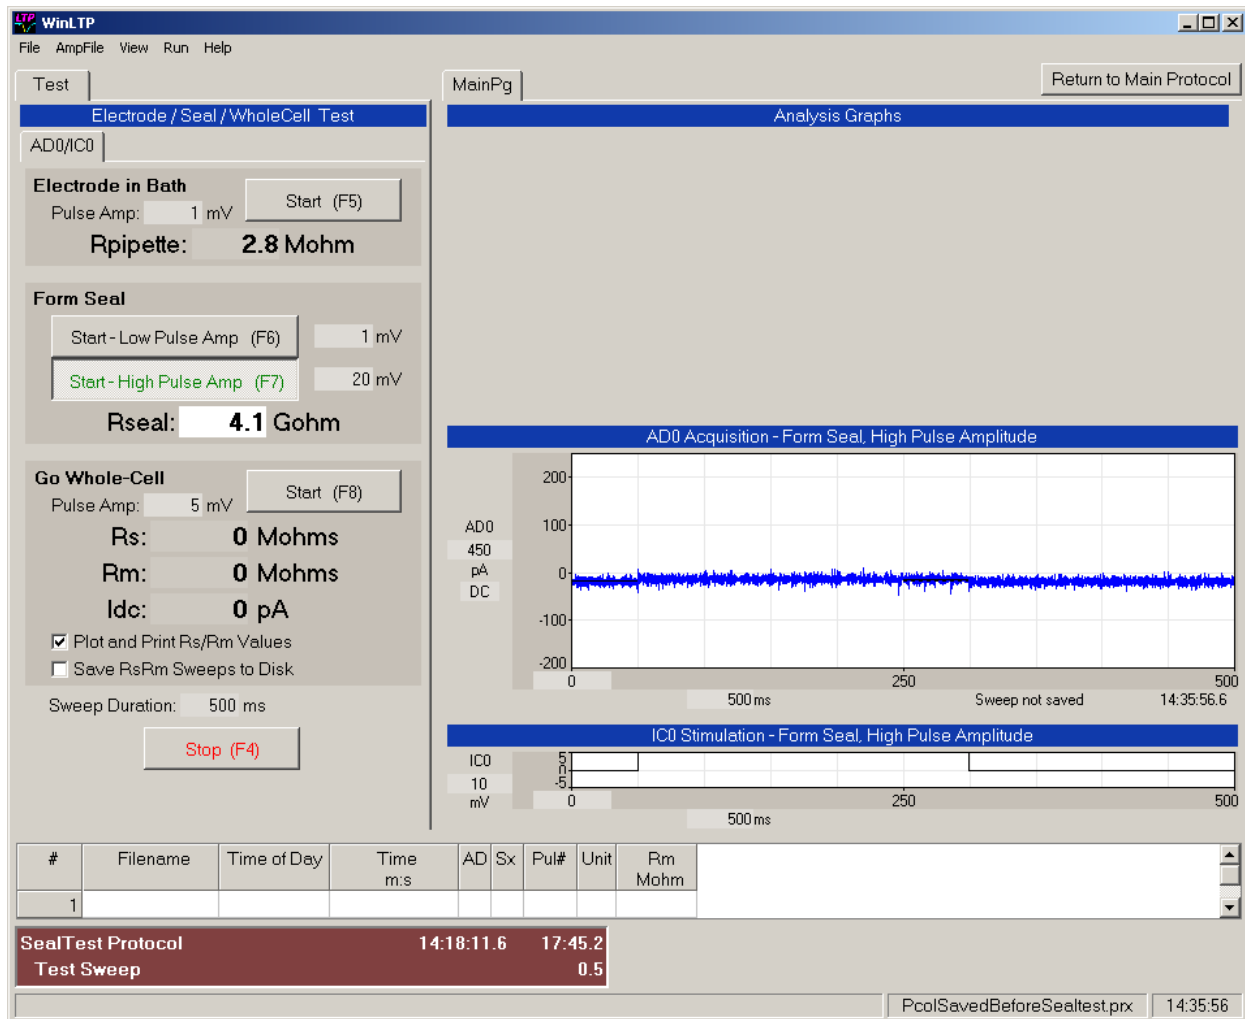 LTP WinLTP
File AmpFile View Run Help
Test
MainPg
Return to Main Protocol
Electrode / Seal / WholeCell Test
AD0/IC0
Electrode in Bath
Start (F5)
Pulse Amp: 1 mV
Rpipette: 2.8 Mohm
Form Seal
Start - Low Pulse Amp (F6) 1 mV
Start - High Pulse Amp (F7) 20 mV
Rseal: 4.1 Gohm
Go Whole-Cell
Start (F8)
Pulse Amp: 5 mV
Rs: 0 Mohms
Rm: 0 Mohms
Idc: 0 pA
Plot and Print Rs/Rm Values
Save RsRm Sweeps to Disk
Sweep Duration: 500 ms
Stop (F4)
Analysis Graphs
AD0 Acquisition - Form Seal, High Pulse Amplitude
AD0
450
pA
DC
200
100
0
-100
-200
0 250 500
500 ms Sweep not saved 14:35:56.6
IC0 Stimulation - Form Seal, High Pulse Amplitude
IC0
10
mV
5
0
-5
0 250 500
500 ms
# Filename Time of Day Time m:s AD Sx Pul# Unit Rm Mohm
1
SealTest Protocol 14:18:11.6 17:45.2
Test Sweep 0.5
PcolSavedBeforeSealtest.prx 14:35:56